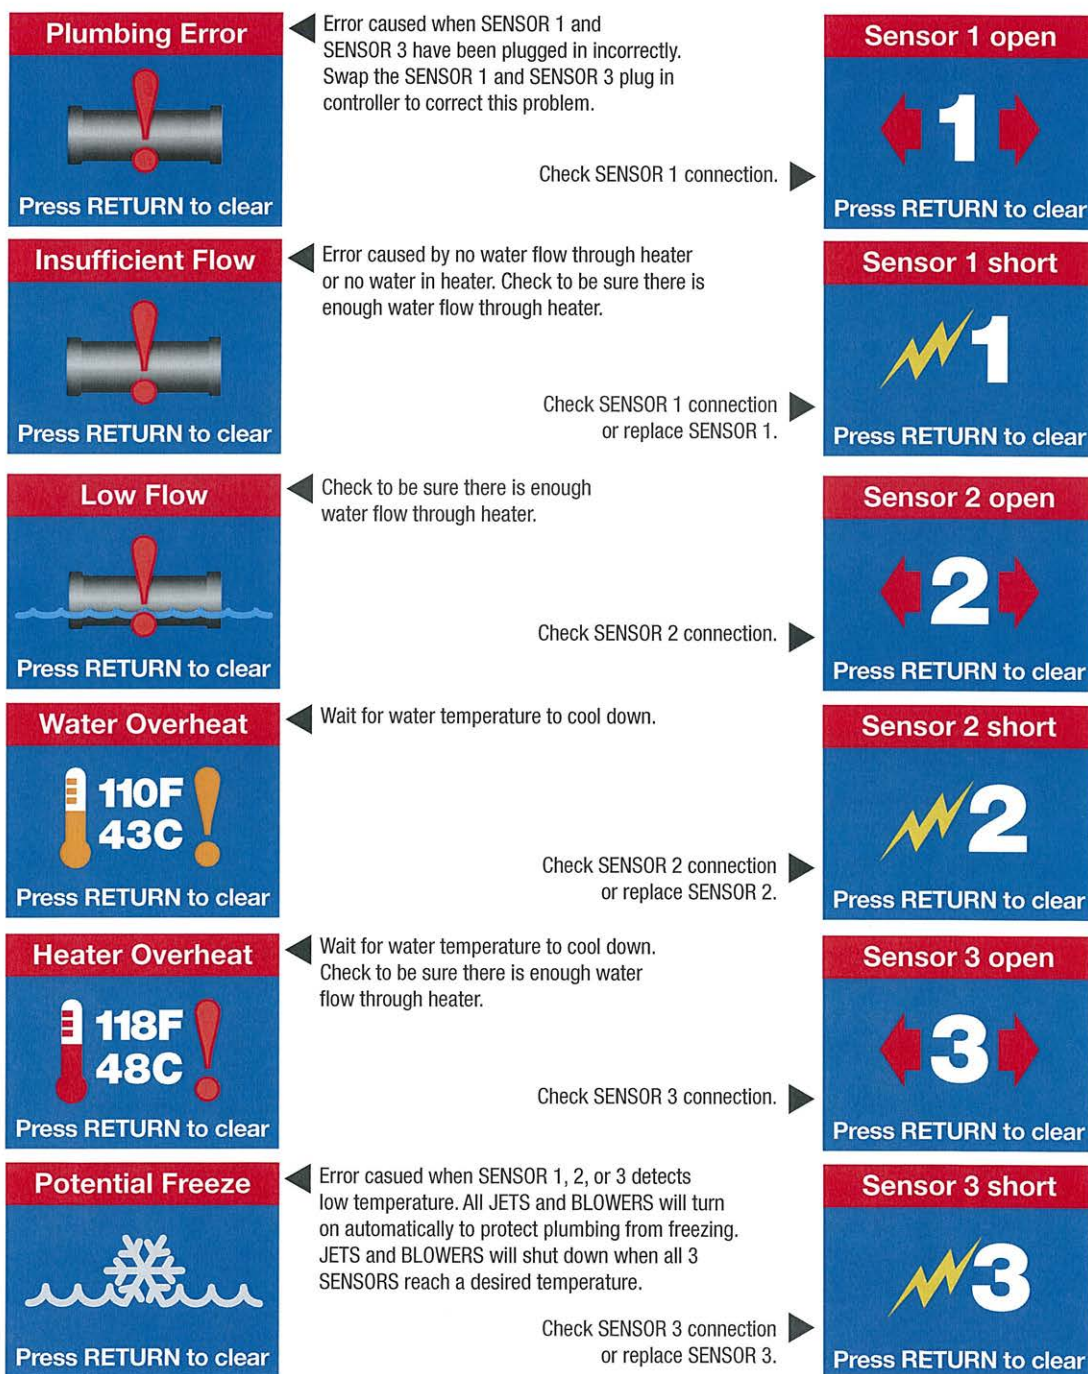 Plumbing Error
Press RETURN to clear
Error caused when SENSOR 1 and
SENSOR 3 have been plugged in incorrectly.
Swap the SENSOR 1 and SENSOR 3 plug in
controller to correct this problem.
Check SENSOR 1 connection.
Sensor 1 open
1
Press RETURN to clear
Insufficient Flow
Press RETURN to clear
Error caused by no water flow through heater
or no water in heater. Check to be sure there is
enough water flow through heater.
Check SENSOR 1 connection
or replace SENSOR 1.
Sensor 1 short
1
Press RETURN to clear
Low Flow
Press RETURN to clear
Check to be sure there is enough
water flow through heater.
Check SENSOR 2 connection.
Sensor 2 open
2
Press RETURN to clear
Water Overheat
110F
43C
Press RETURN to clear
Wait for water temperature to cool down.
Check SENSOR 2 connection
or replace SENSOR 2.
Sensor 2 short
2
Press RETURN to clear
Heater Overheat
118F
48C
Press RETURN to clear
Wait for water temperature to cool down.
Check to be sure there is enough water
flow through heater.
Check SENSOR 3 connection.
Sensor 3 open
3
Press RETURN to clear
Potential Freeze
Press RETURN to clear
Error casued when SENSOR 1, 2, or 3 detects
low temperature. All JETS and BLOWERS will turn
on automatically to protect plumbing from freezing.
JETS and BLOWERS will shut down when all 3
SENSORS reach a desired temperature.
Check SENSOR 3 connection
or replace SENSOR 3.
Sensor 3 short
3
Press RETURN to clear